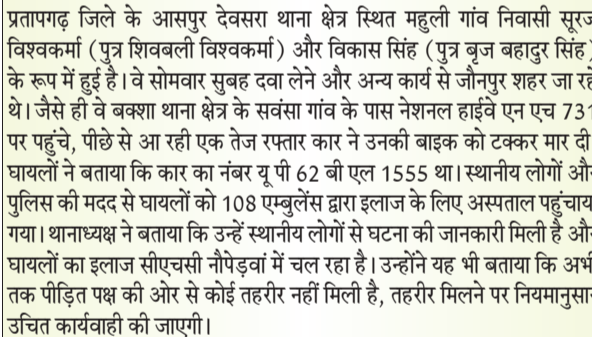 प्रतापगढ़ जिले के आसपुर देवसरा थाना क्षेत्र स्थित महुली गांव निवासी सूरज
विश्वकर्मा (पुत्र शिवबली विश्वकर्मा) और विकास सिंह (पुत्र बृज बहादुर सिंह)
के रूप में हुई है। वे सोमवार सुबह दवा लेने और अन्य कार्य से जौनपुर शहर जा रहे
थे। जैसे ही वे बक्शा थाना क्षेत्र के सवंसा गांव के पास नेशनल हाईवे एन एच 731
पर पहुंचे, पीछे से आ रही एक तेज रफ्तार कार ने उनकी बाइक को टक्कर मार दी
घायलों ने बताया कि कार का नंबर यू पी 62 बी एल 1555 था। स्थानीय लोगों और
पुलिस की मदद से घायलों को 108 एम्बुलेंस द्वारा इलाज के लिए अस्पताल पहुंचाय
गया। थानाध्यक्ष ने बताया कि उन्हें स्थानीय लोगों से घटना की जानकारी मिली है और
घायलों का इलाज सीएचसी नौपेड़वां में चल रहा है। उन्होंने यह भी बताया कि अभी
तक पीड़ित पक्ष की ओर से कोई तहरीर नहीं मिली है, तहरीर मिलने पर नियमानुसार
उचित कार्यवाही की जाएगी।